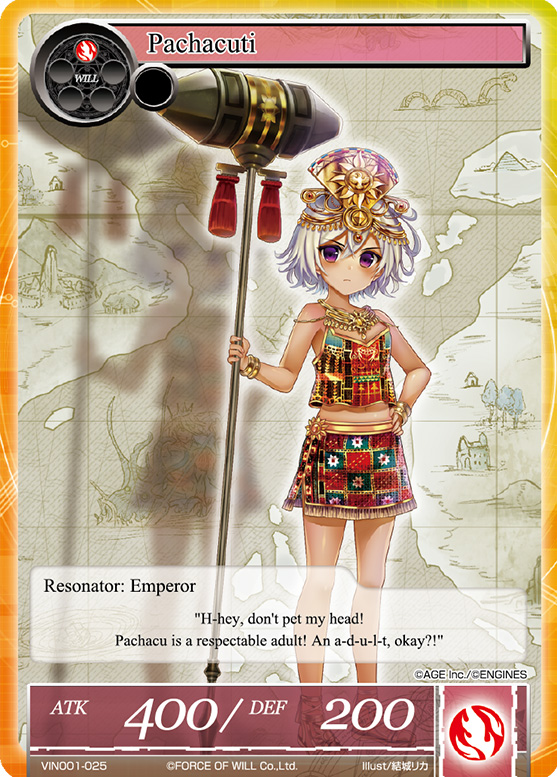 Pachacuti
WILL
Resonator: Emperor
"H-hey, don't pet my head!
Pachacu is a respectable adult! An a-d-u-l-t, okay?!"
©AGE Inc./©ENGINES
ATK 400/ DEF 200
VIN001-025 ©FORCE OF WILL Co.,Ltd. Illust/結城リカ